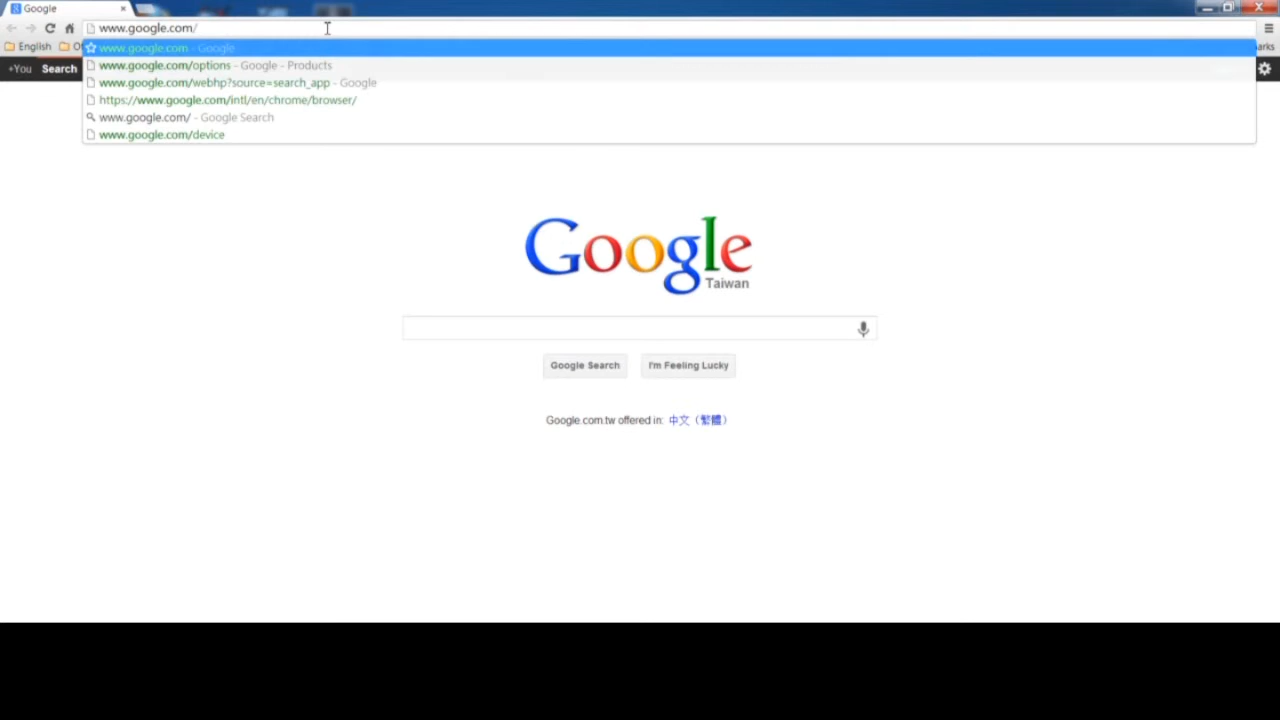 Google
www.google.com/
English
www.google.com - Google
www.google.com/options - Google - Products
www.google.com/webhp?source=search_app - Google
https://www.google.com/intl/en/chrome/browser/
www.google.com/ - Google Search
www.google.com/device
+You Search
Google
Taiwan
Google Search I'm Feeling Lucky
Google.com.tw offered in: 中文（繁體）